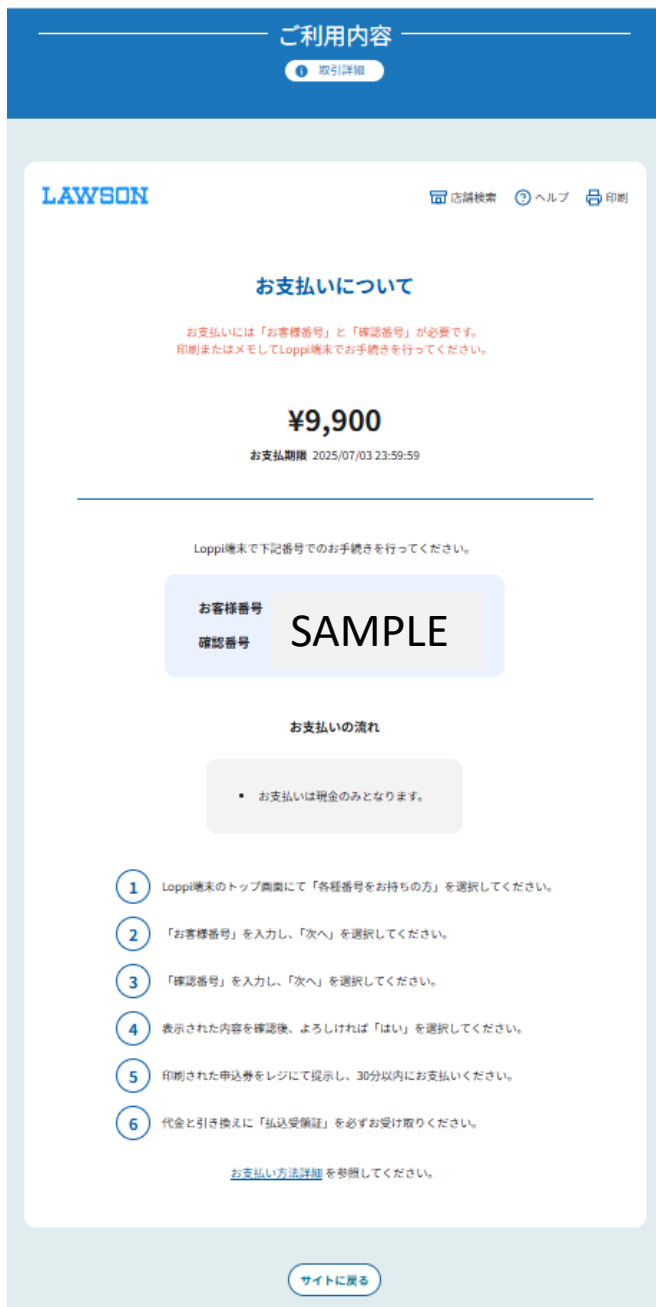 ご利用内容
取引詳細
LAWSON
店舗検索 ヘルプ 印刷
お支払いについて
お支払いには「お客様番号」と「確認番号」が必要です。
印刷またはメモしてLoppi端末でお手続きを行ってください。
¥9,900
お支払期限 2025/07/03 23:59:59
Loppi端末で下記番号でのお手続きを行ってください。
お客様番号
SAMPLE
確認番号
お支払いの流れ
• お支払いは現金のみとなります。
1 Loppi端末のトップ画面にて「各種番号をお持ちの方」を選択してください。
2 「お客様番号」を入力し、「次へ」を選択してください。
3 「確認番号」を入力し、「次へ」を選択してください。
4 表示された内容を確認後、よろしければ「はい」を選択してください。
5 印刷された申込券をレジにて提示し、30分以内にお支払いください。
6 代金と引き換えに「払込受領証」を必ずお受け取りください。
お支払い方法詳細 を参照してください。
サイトに戻る